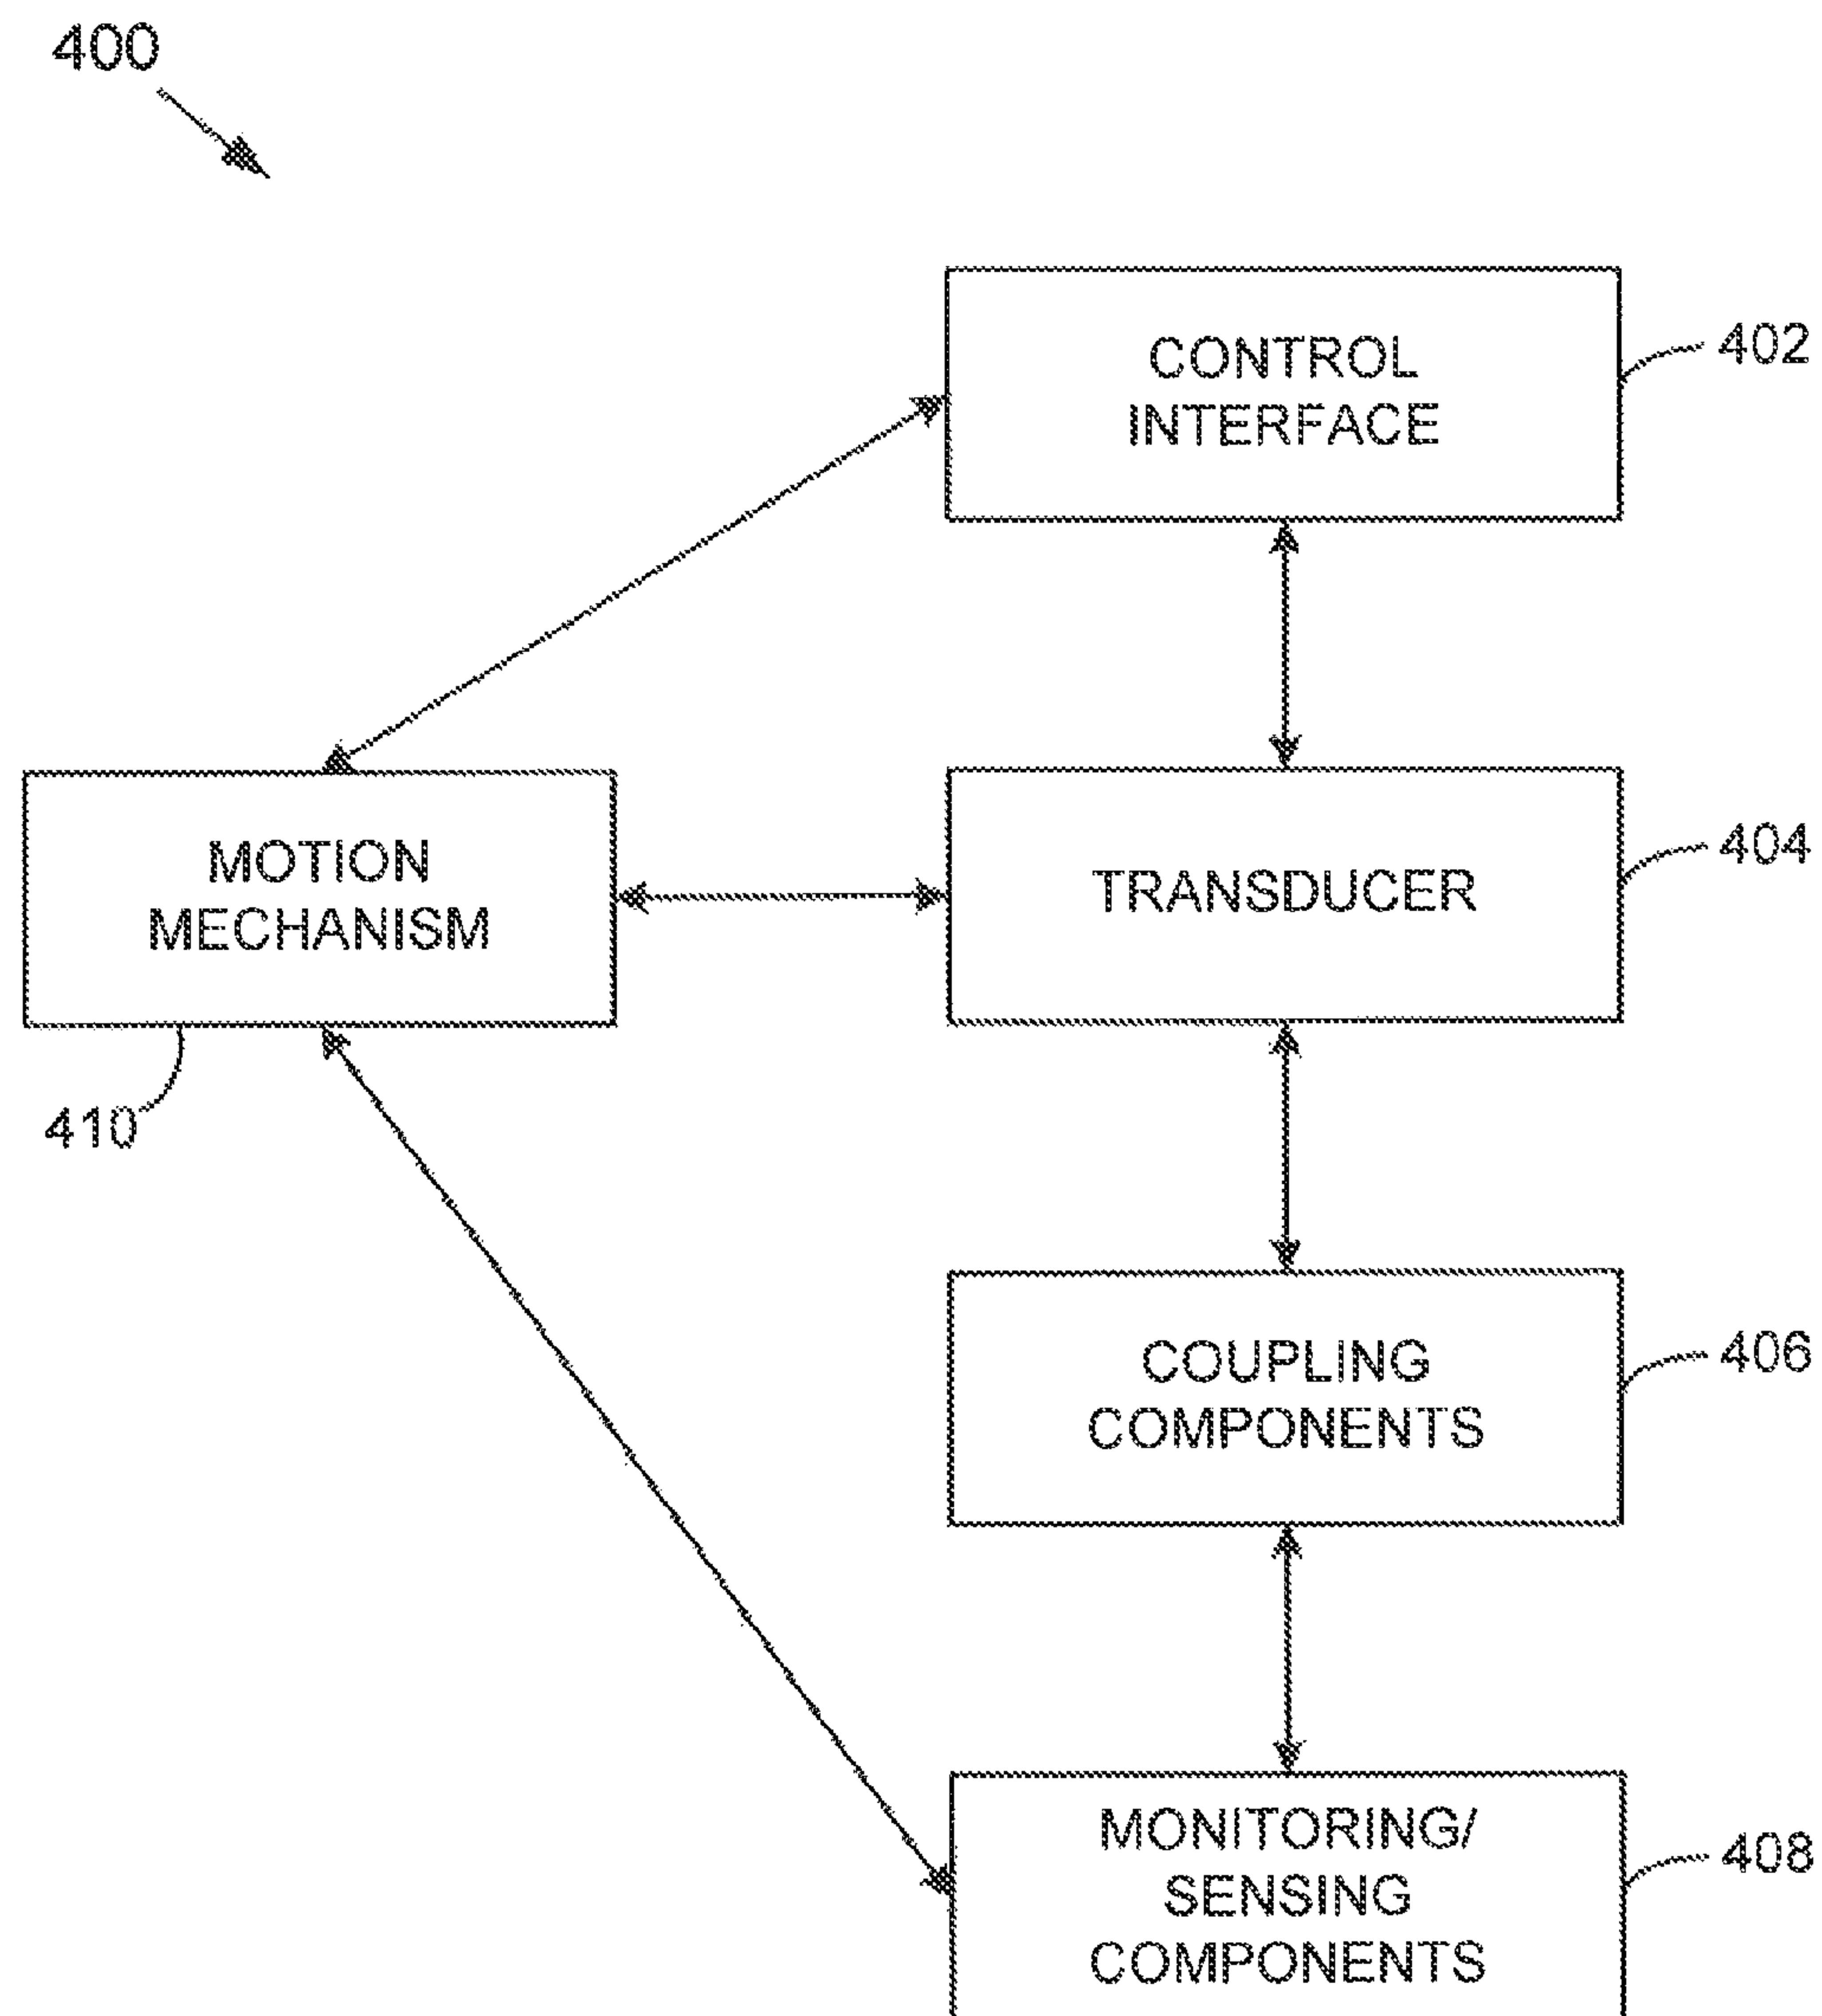 400
CONTROL
INTERFACE
402
MOTION
MECHANISM
410
TRANSDUCER
404
COUPLING
COMPONENTS
406
MONITORING/
SENSING
COMPONENTS
408